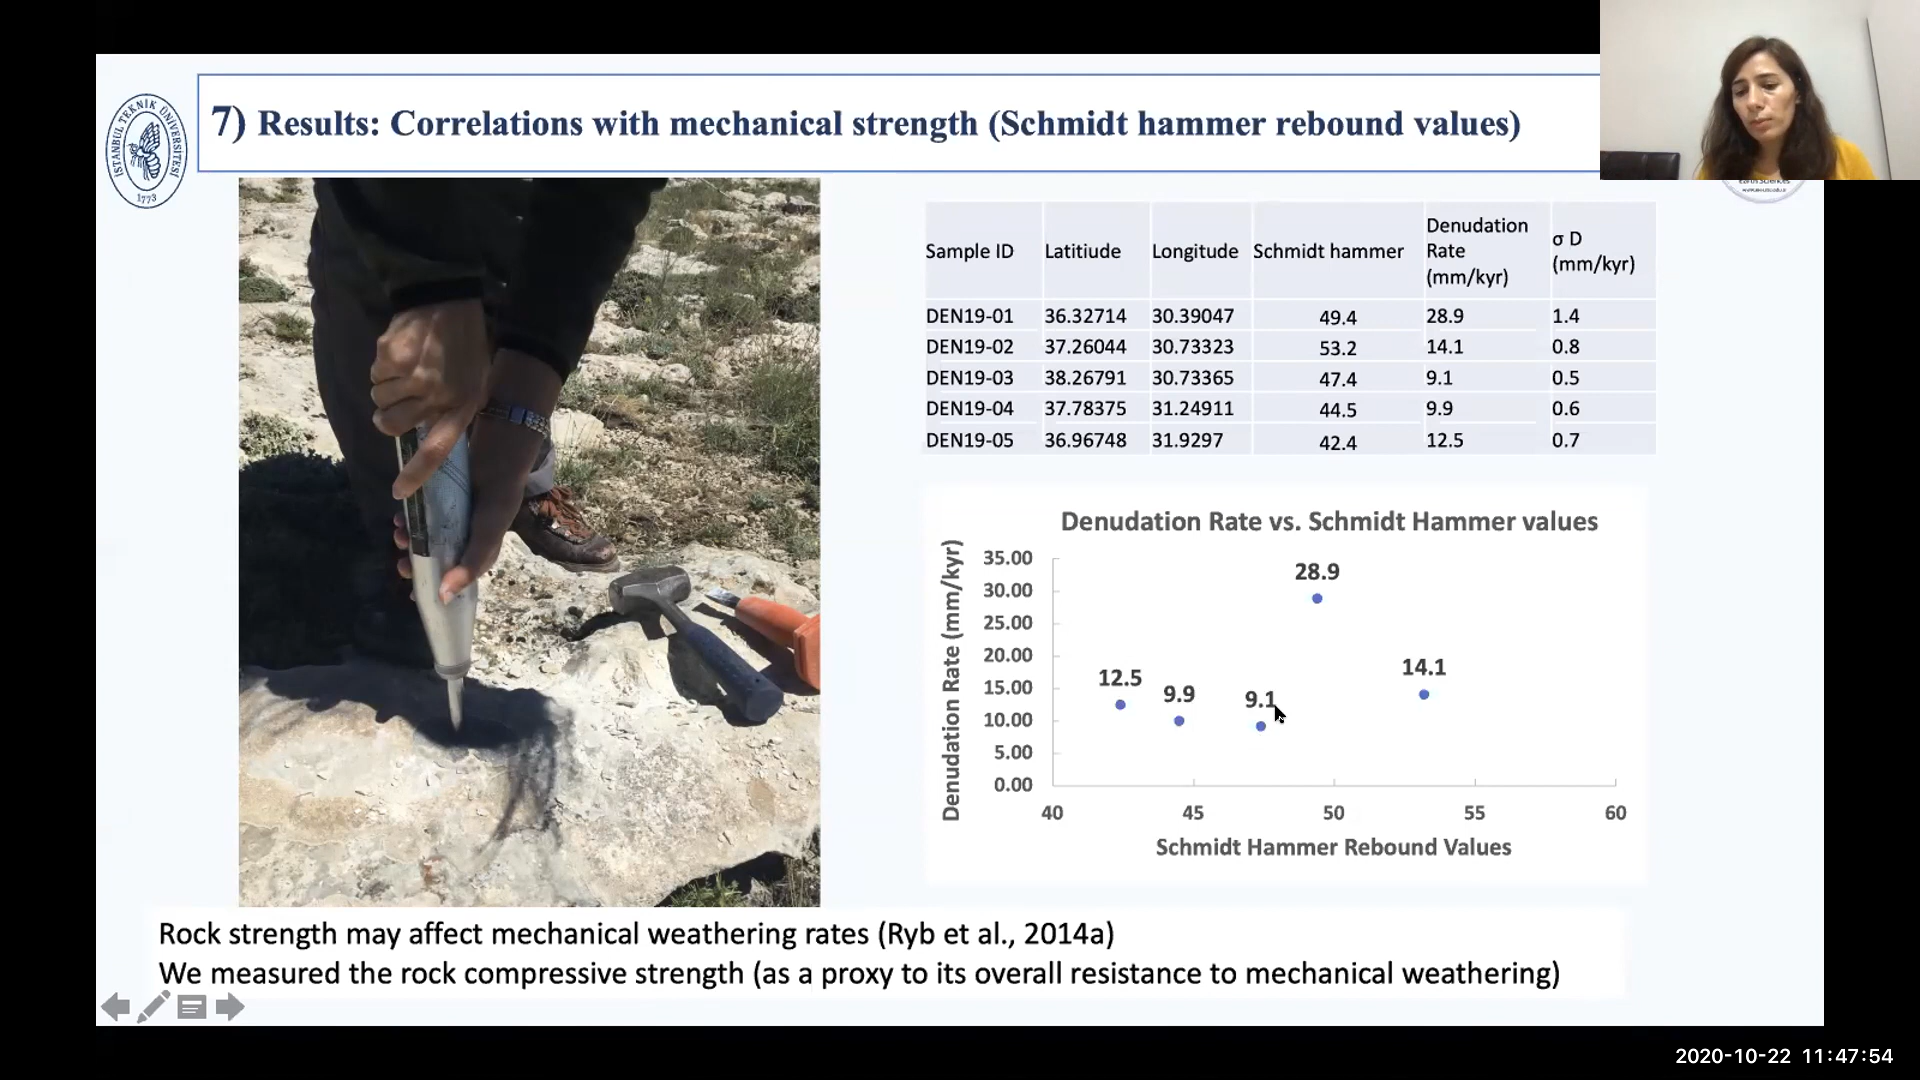 7) Results: Correlations with mechanical strength (Schmidt hammer rebound values)
İSTANBUL TEKNİK ÜNİVERSİTESİ
1773
Sample ID Latitiude Longitude Schmidt hammer Denudation Rate (mm/kyr) σ D (mm/kyr)
DEN19-01 36.32714 30.39047 49.4 28.9 1.4
DEN19-02 37.26044 30.73323 53.2 14.1 0.8
DEN19-03 38.26791 30.73365 47.4 9.1 0.5
DEN19-04 37.78375 31.24911 44.5 9.9 0.6
DEN19-05 36.96748 31.9297 42.4 12.5 0.7
Denudation Rate vs. Schmidt Hammer values
Denudation Rate (mm/kyr)
35.00
30.00
25.00
20.00
15.00
10.00
5.00
0.00
28.9
14.1
12.5
9.9
9.1
40 45 50 55 60
Schmidt Hammer Rebound Values
Rock strength may affect mechanical weathering rates (Ryb et al., 2014a)
We measured the rock compressive strength (as a proxy to its overall resistance to mechanical weathering)
2020-10-22 11:47:54